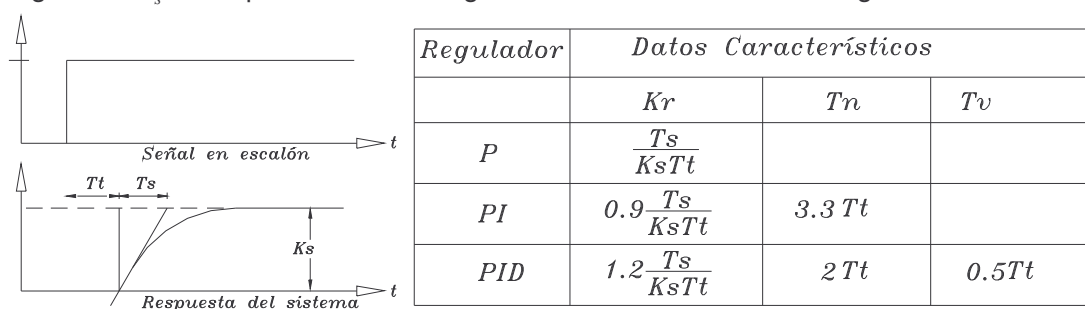 t
Señal en escalón
Tt Ts
Ks
t
Respuesta del sistema
Regulador Datos Característicos
Kr Tn Tv
P Ts/KsTt
PI 0.9 Ts/KsTt 3.3 Tt
PID 1.2 Ts/KsTt 2 Tt 0.5Tt